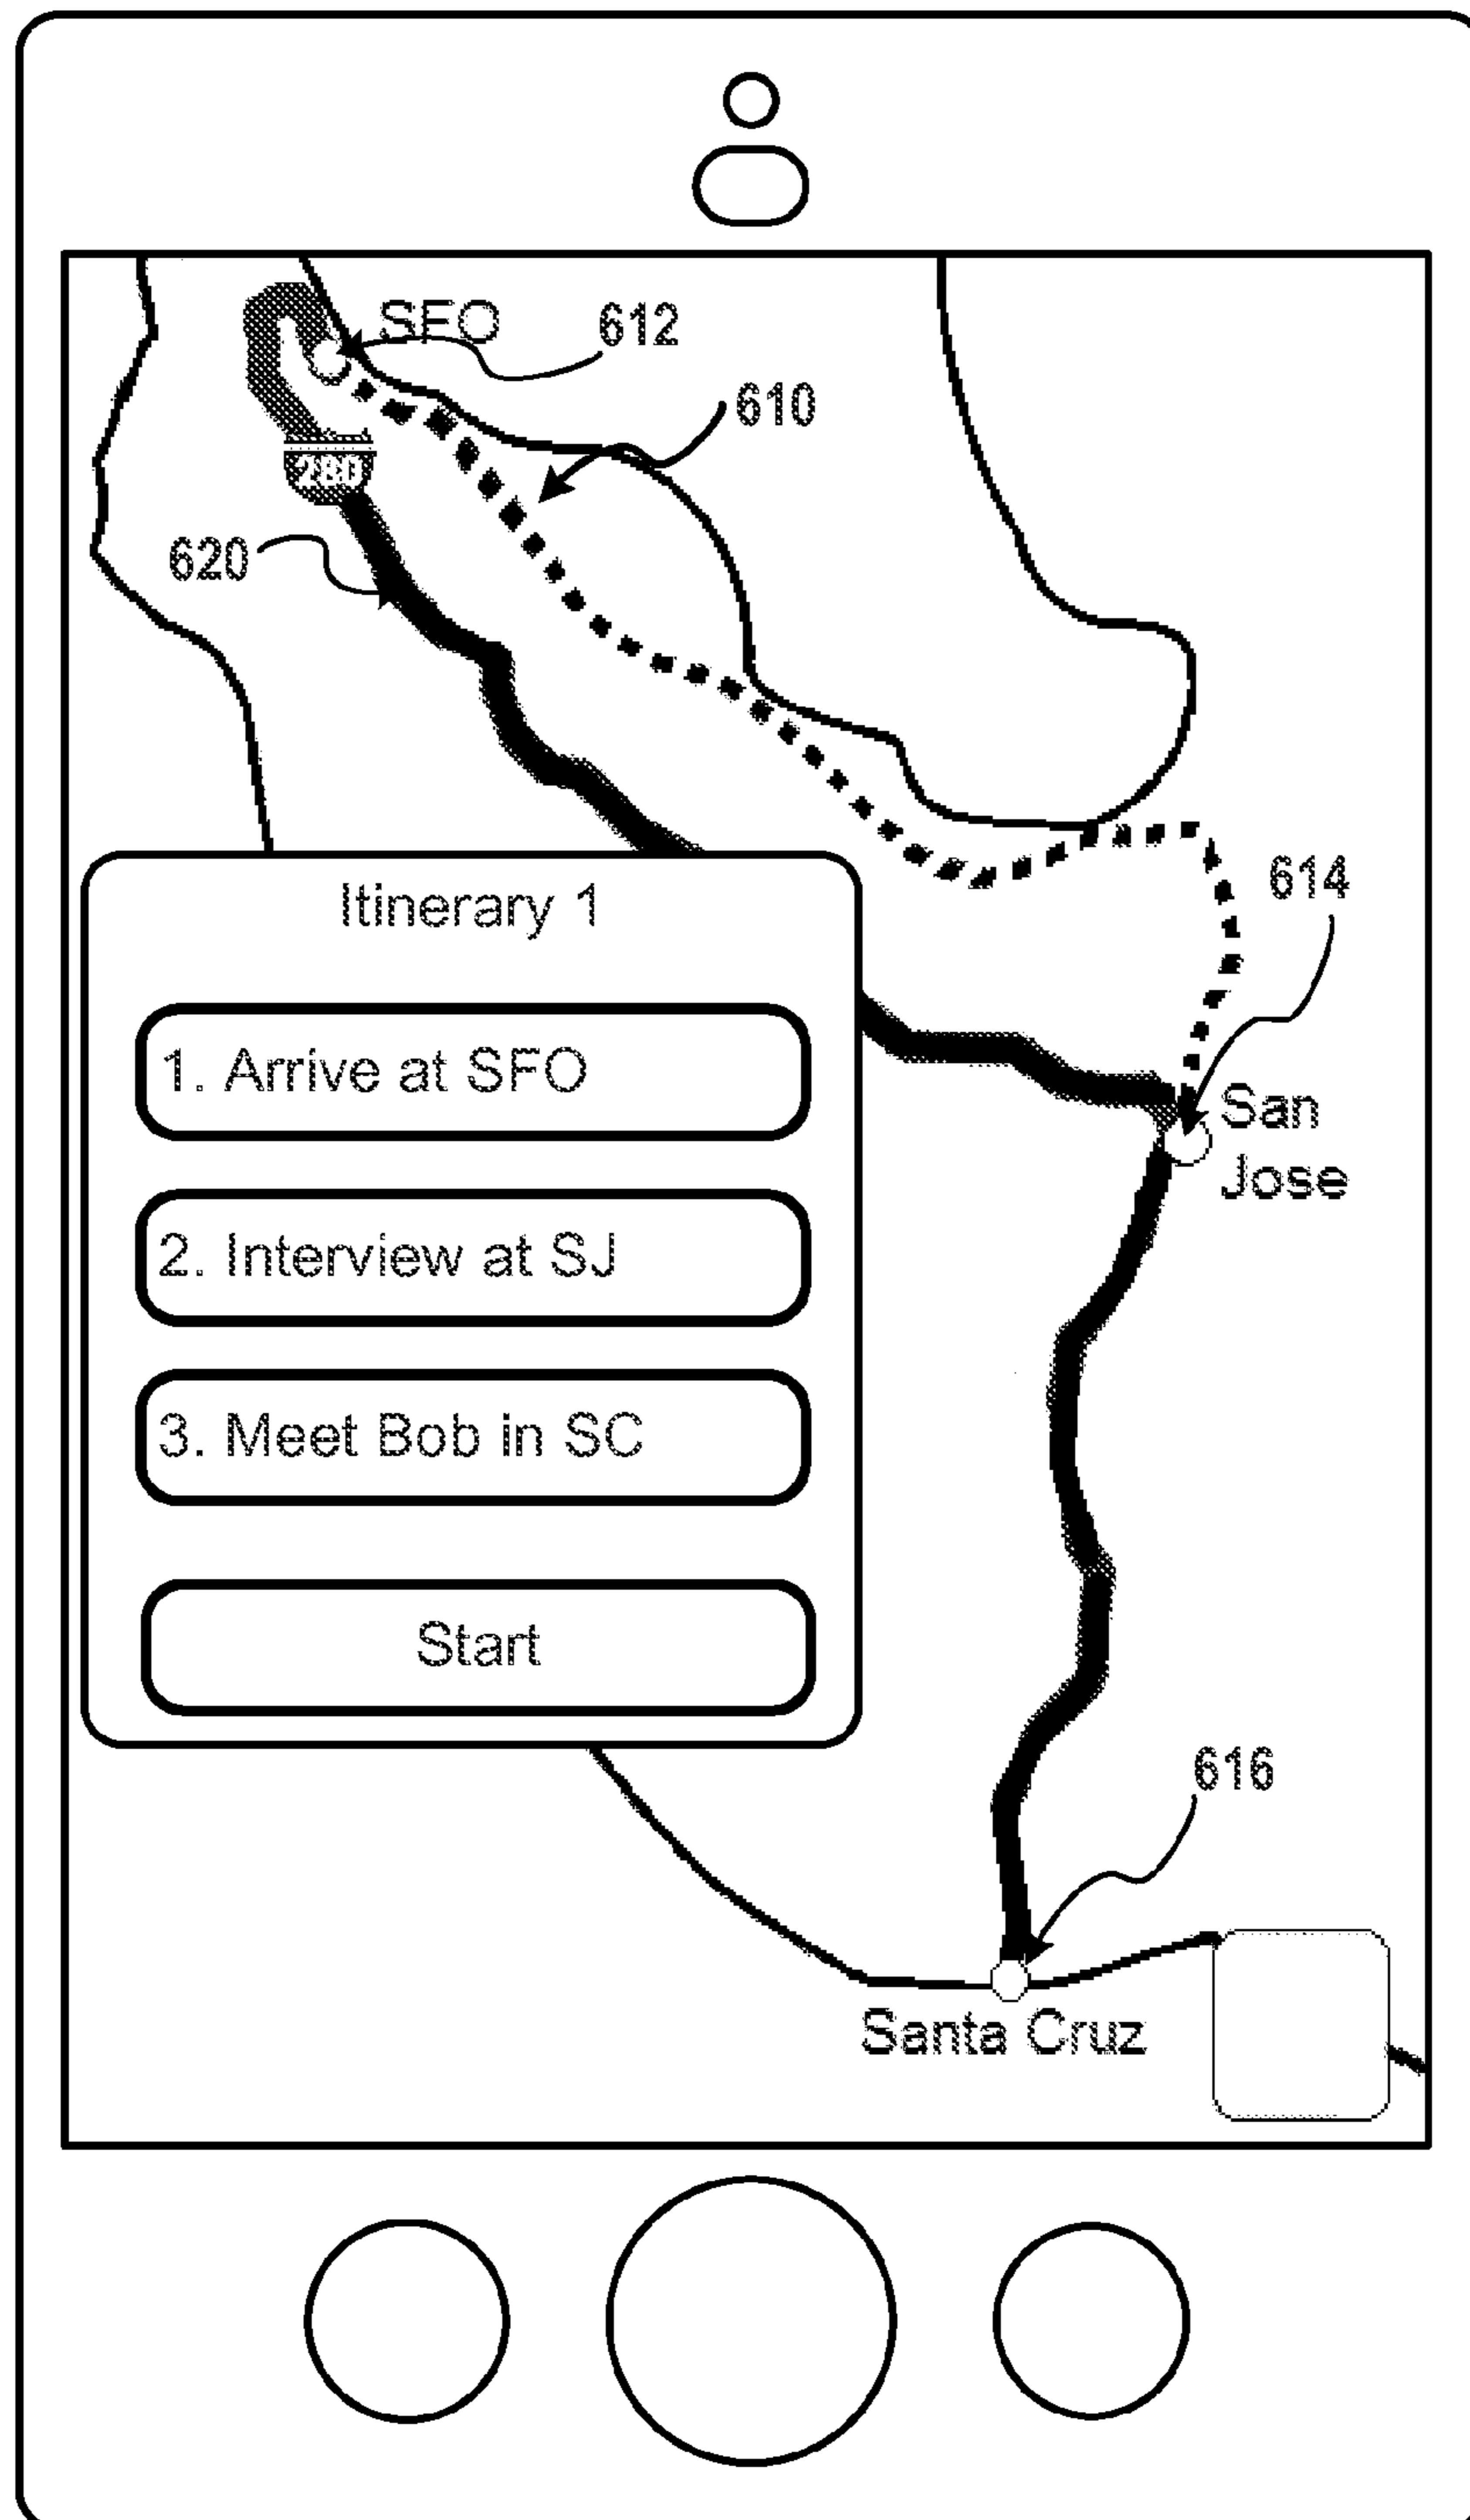 SFO
612
610
280
620
614
Itinerary 1
1. Arrive at SFO
San
Jose
2. Interview at SJ
3. Meet Bob in SC
Start
616
Santa Cruz